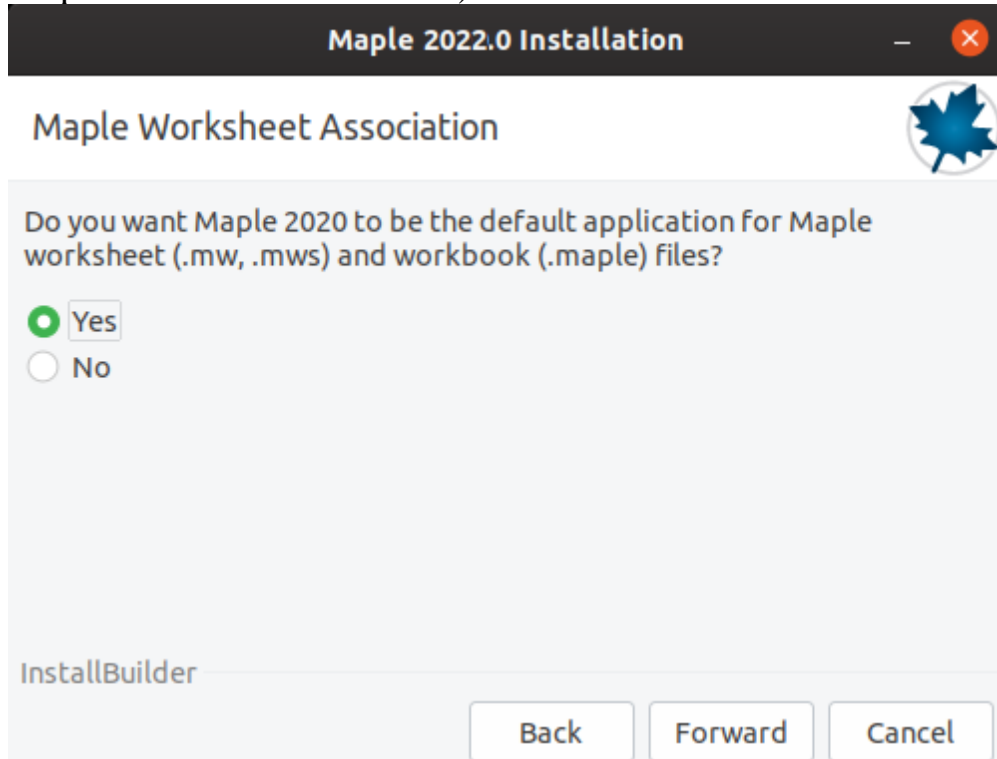 Maple 2022.0 Installation
Maple Worksheet Association
Do you want Maple 2020 to be the default application for Maple
worksheet (.mw, .mws) and workbook (.maple) files?
Yes
No
InstallBuilder
Back Forward Cancel